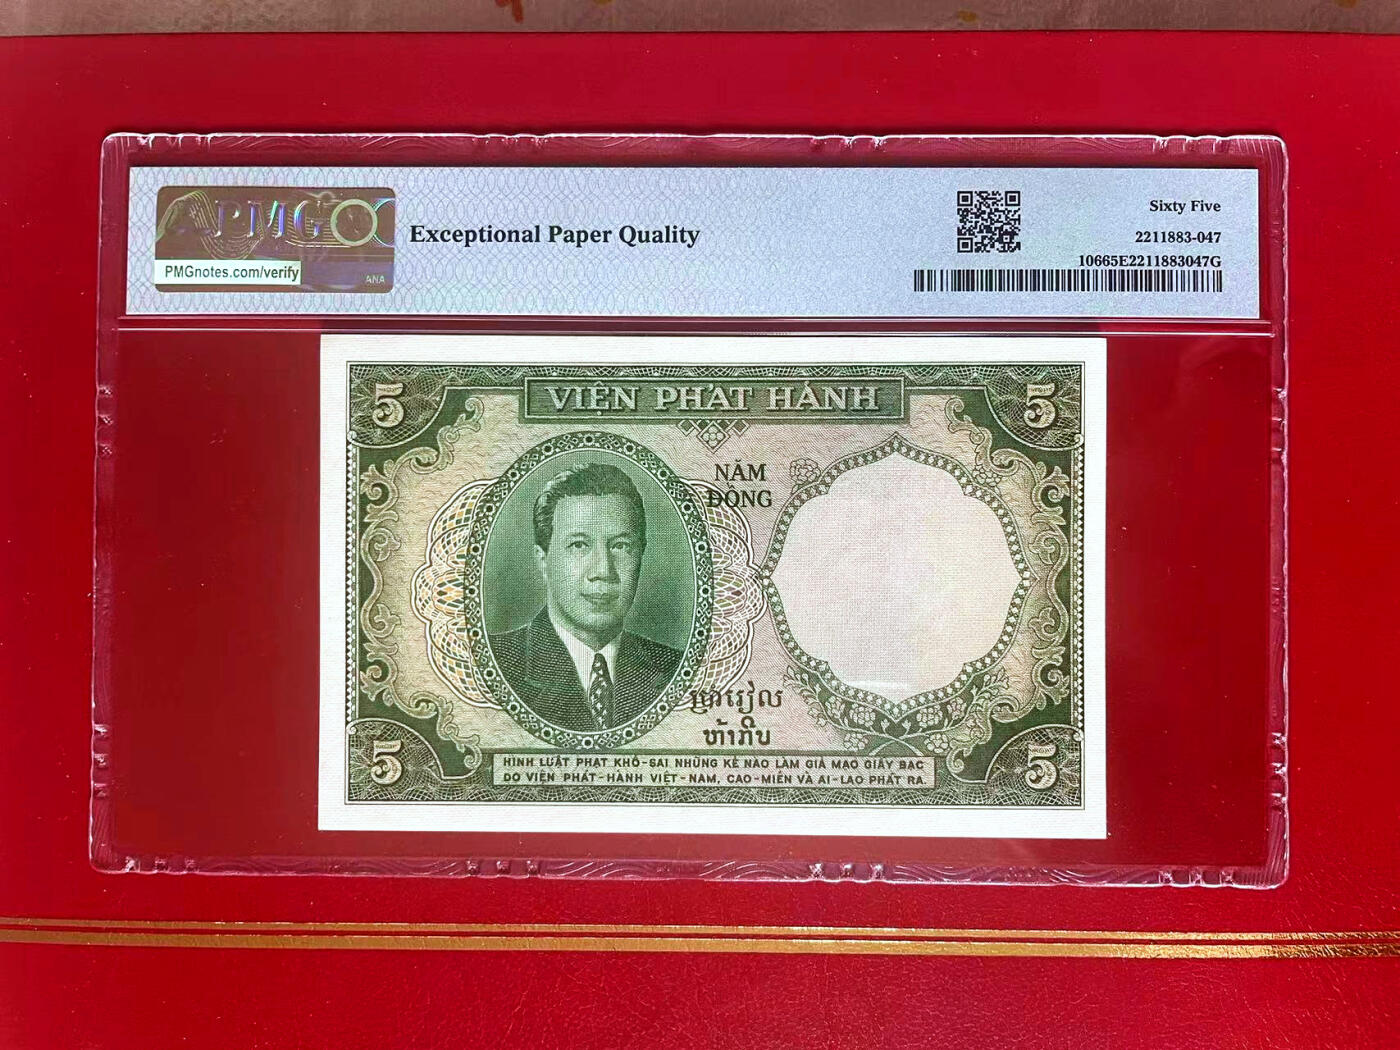 PMG
PMGnotes.com/verify
ANA
Exceptional Paper Quality
Sixty Five
2211883-047
10665E2211883047G
5
VIỆN PHÁT HÀNH
5
NĂM
ĐỒNG
ប្រាំរៀល
ຫ້າກີບ
5
HÌNH LUẬT PHẠT KHỔ-SAI NHỮNG KẺ NÀO LÀM GIẢ MẠO GIẤY BẠC
DO VIỆN PHÁT-HÀNH VIỆT-NAM, CAO-MIÊN VÀ AI-LAO PHÁT RA.
5